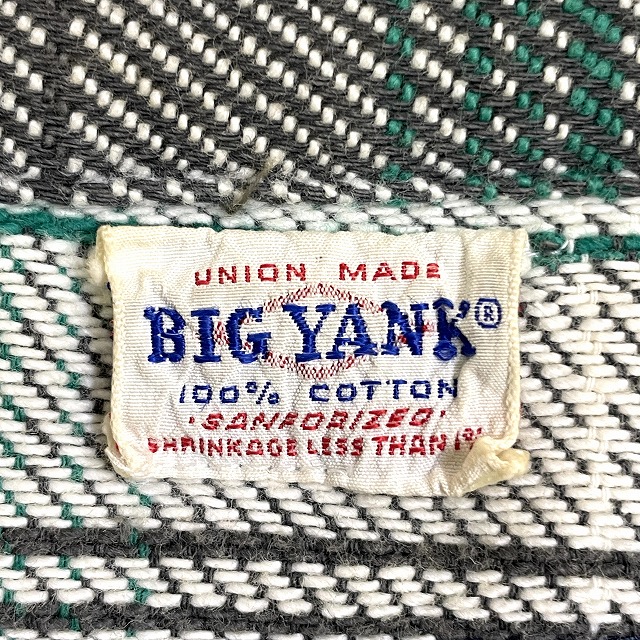 UNION MADE
BIG YANK®
100% COTTON
·SANFORIZED·
SHRINKAGE LESS THAN